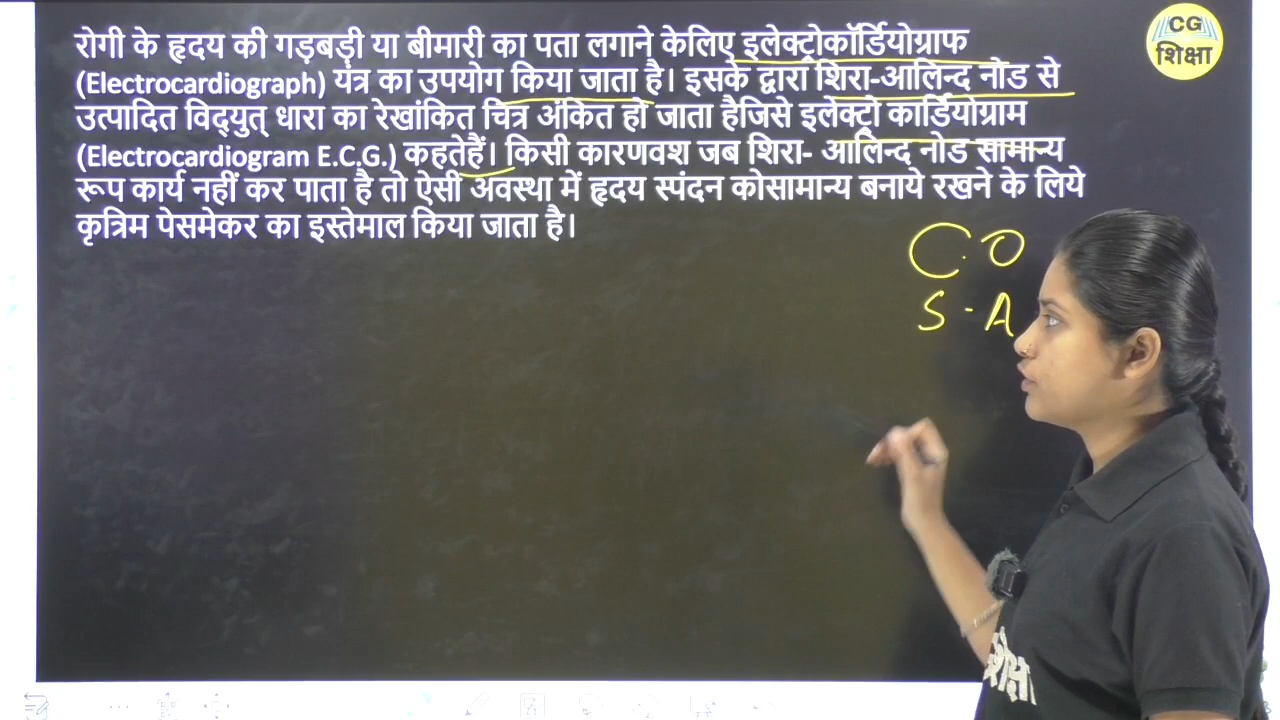 CG
शिक्षा
रोगी के हृदय की गड़बड़ी या बीमारी का पता लगाने केलिए इलेक्ट्रोकॉर्डियोग्राफ
(Electrocardiograph) यंत्र का उपयोग किया जाता है। इसके द्वारा शिरा-आलिन्द नोड से
उत्पादित विद्युत् धारा का रेखांकित चित्र अंकित हो जाता हैजिसे इलेक्ट्रो कार्डियोग्राम
(Electrocardiogram E.C.G.) कहतेहैं। किसी कारणवश जब शिरा- आलिन्द नोड सामान्य
रूप कार्य नहीं कर पाता है तो ऐसी अवस्था में हृदय स्पंदन कोसामान्य बनाये रखने के लिये
कृत्रिम पेसमेकर का इस्तेमाल किया जाता है।
C.O
S-A